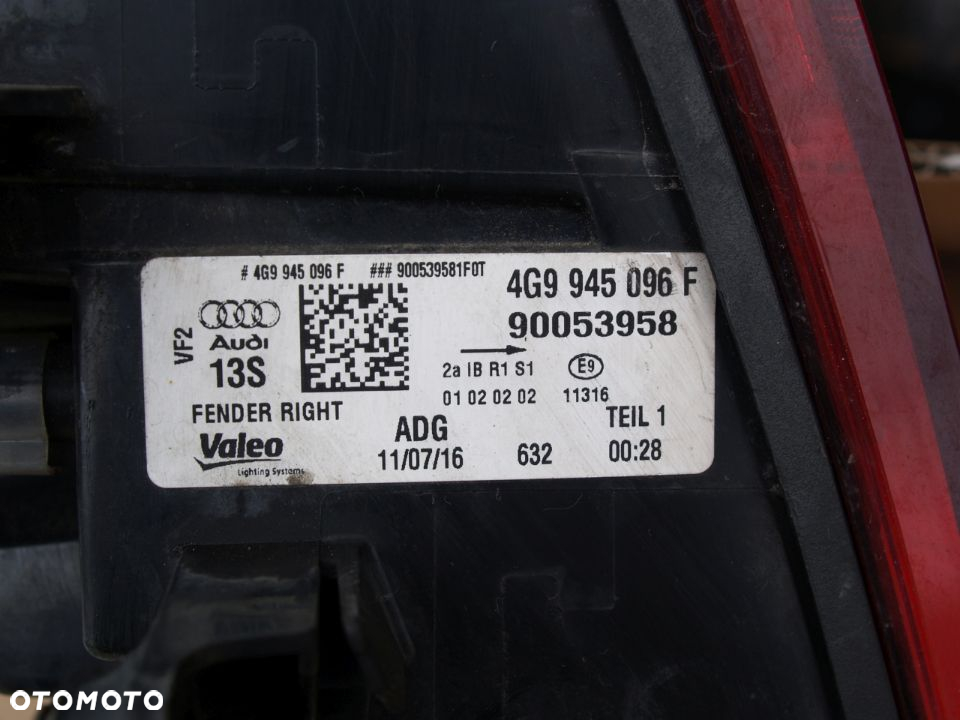 # 4G9 945 096 F ### 900539581F0T
4G9 945 096 F
90053958
VF2
Audi
13S
2a IB R1 S1 E9
01 02 02 02 11316
FENDER RIGHT
ADG
TEIL 1
Valeo
Lighting Systems
11/07/16 632 00:28
OTOMOTO